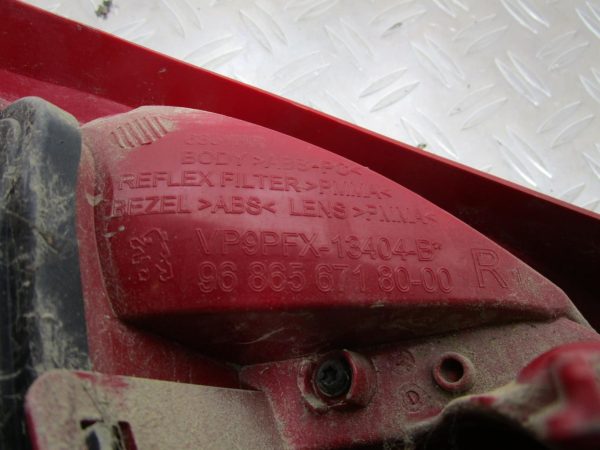 BODY >ABS-PC<
REFLEX FILTER >PMMA<
BEZEL >ABS< LENS >PMMA<
VP9PFX-13404-B*
96 865 671 80-00 R